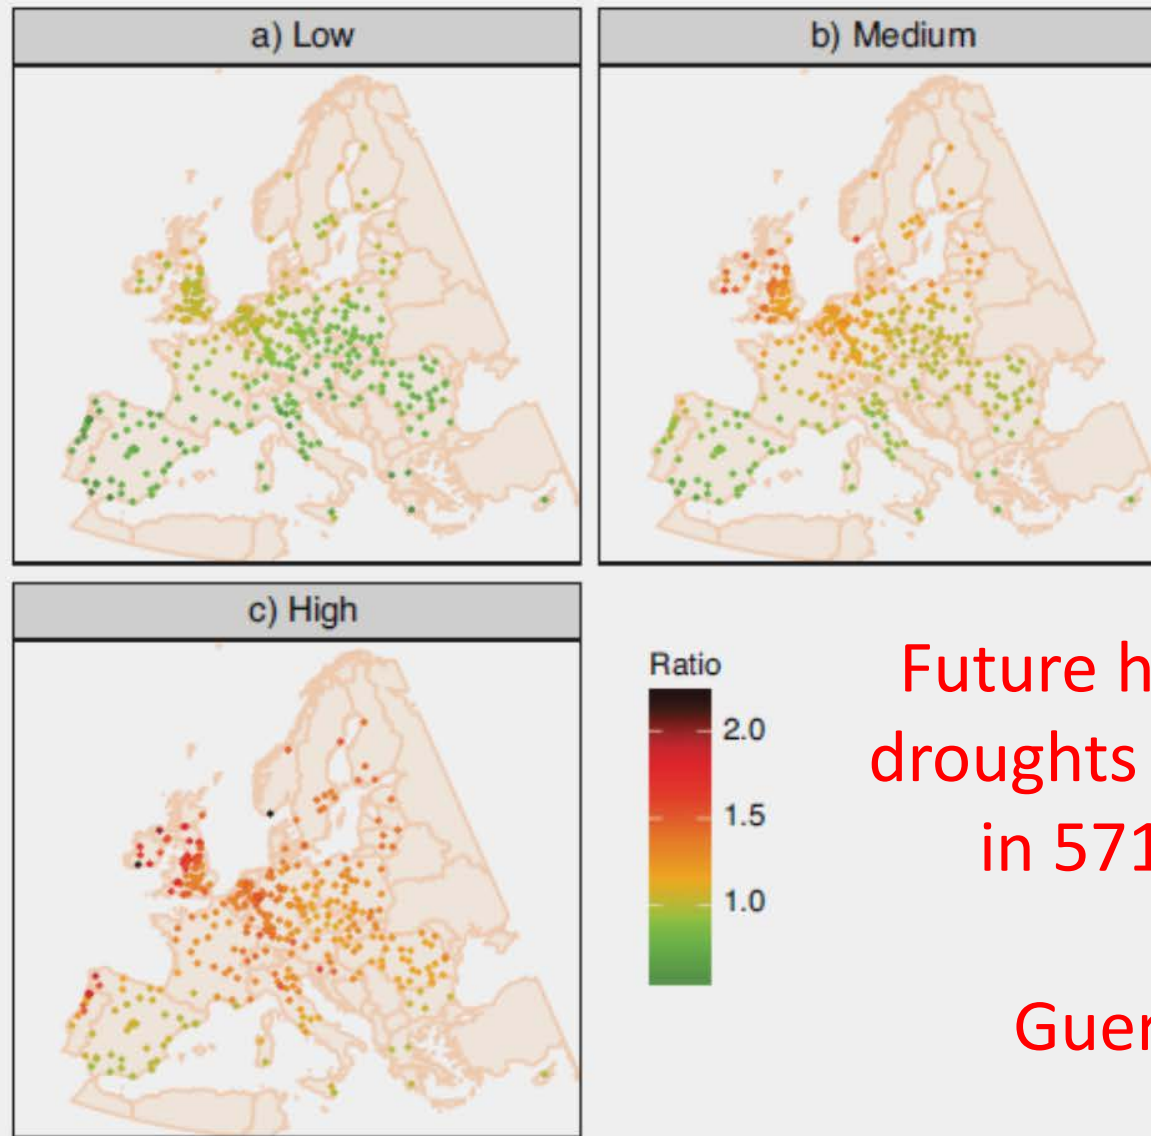 a) Low
b) Medium
c) High
Ratio
2.0
1.5
1.0
Future h
droughts
in 571
Guer